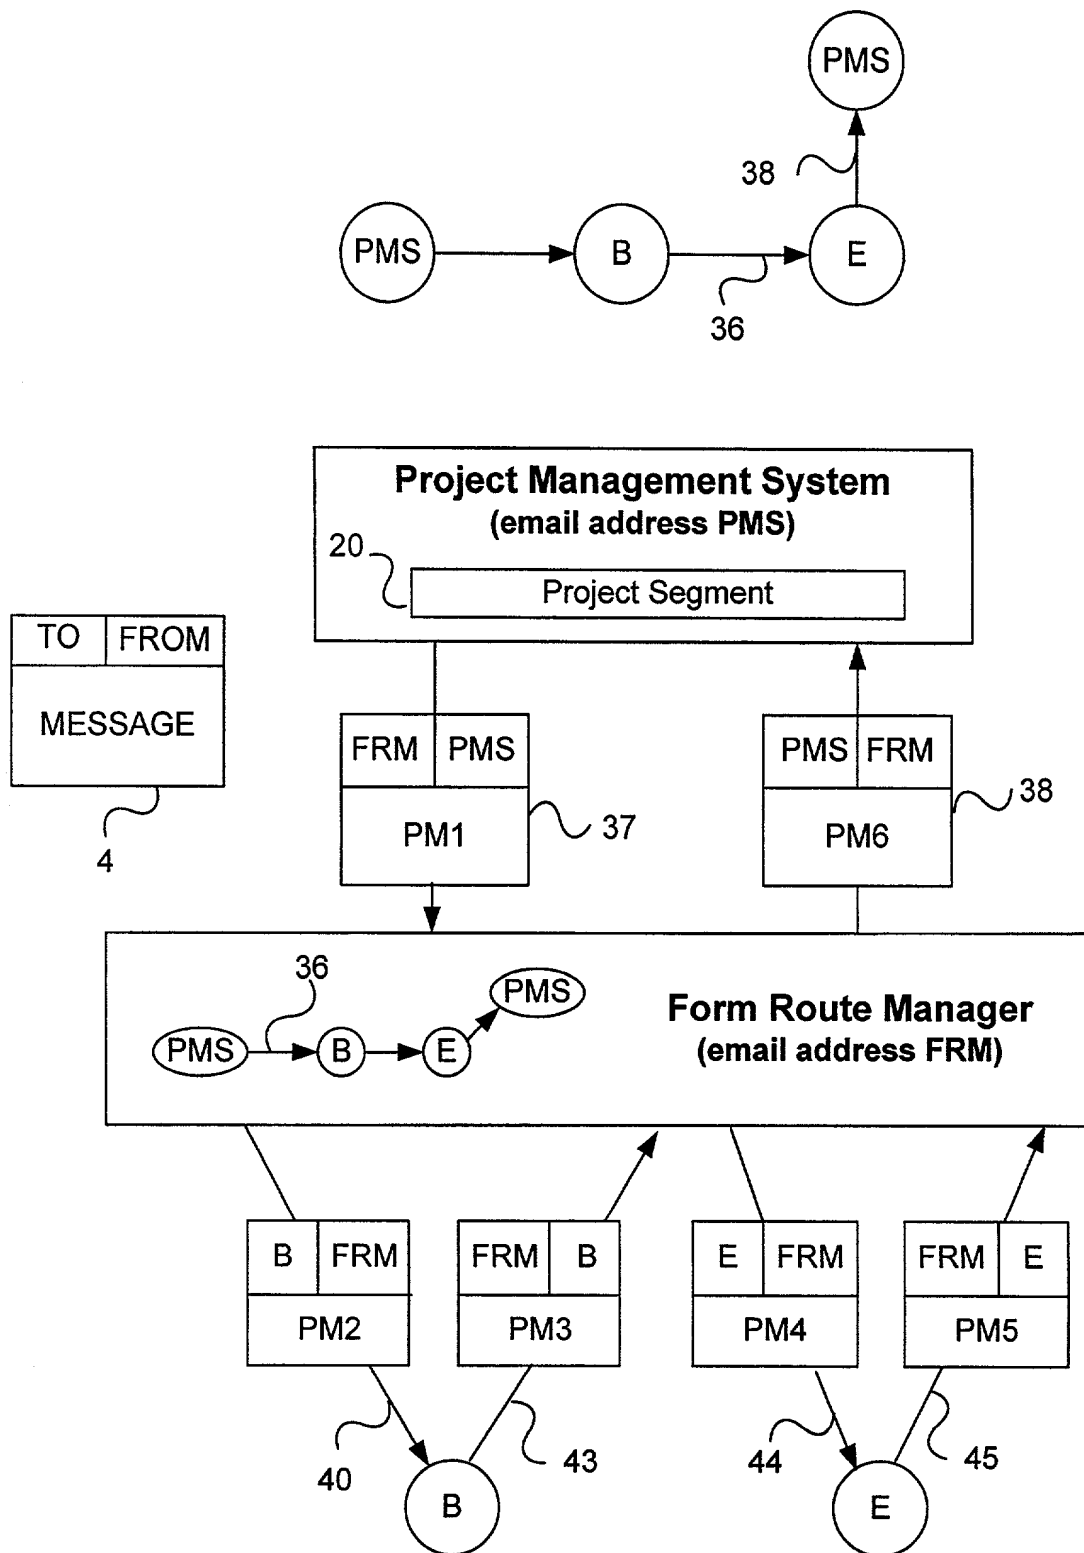 PMS
38
PMS
B
E
36
Project Management System
(email address PMS)
20
Project Segment
TO
FROM
MESSAGE
4
FRM
PMS
PM1
37
PMS
FRM
PM6
38
36
PMS
B
E
PMS
Form Route Manager
(email address FRM)
B
FRM
PM2
FRM
B
PM3
E
FRM
PM4
FRM
E
PM5
40
43
44
45
B
E